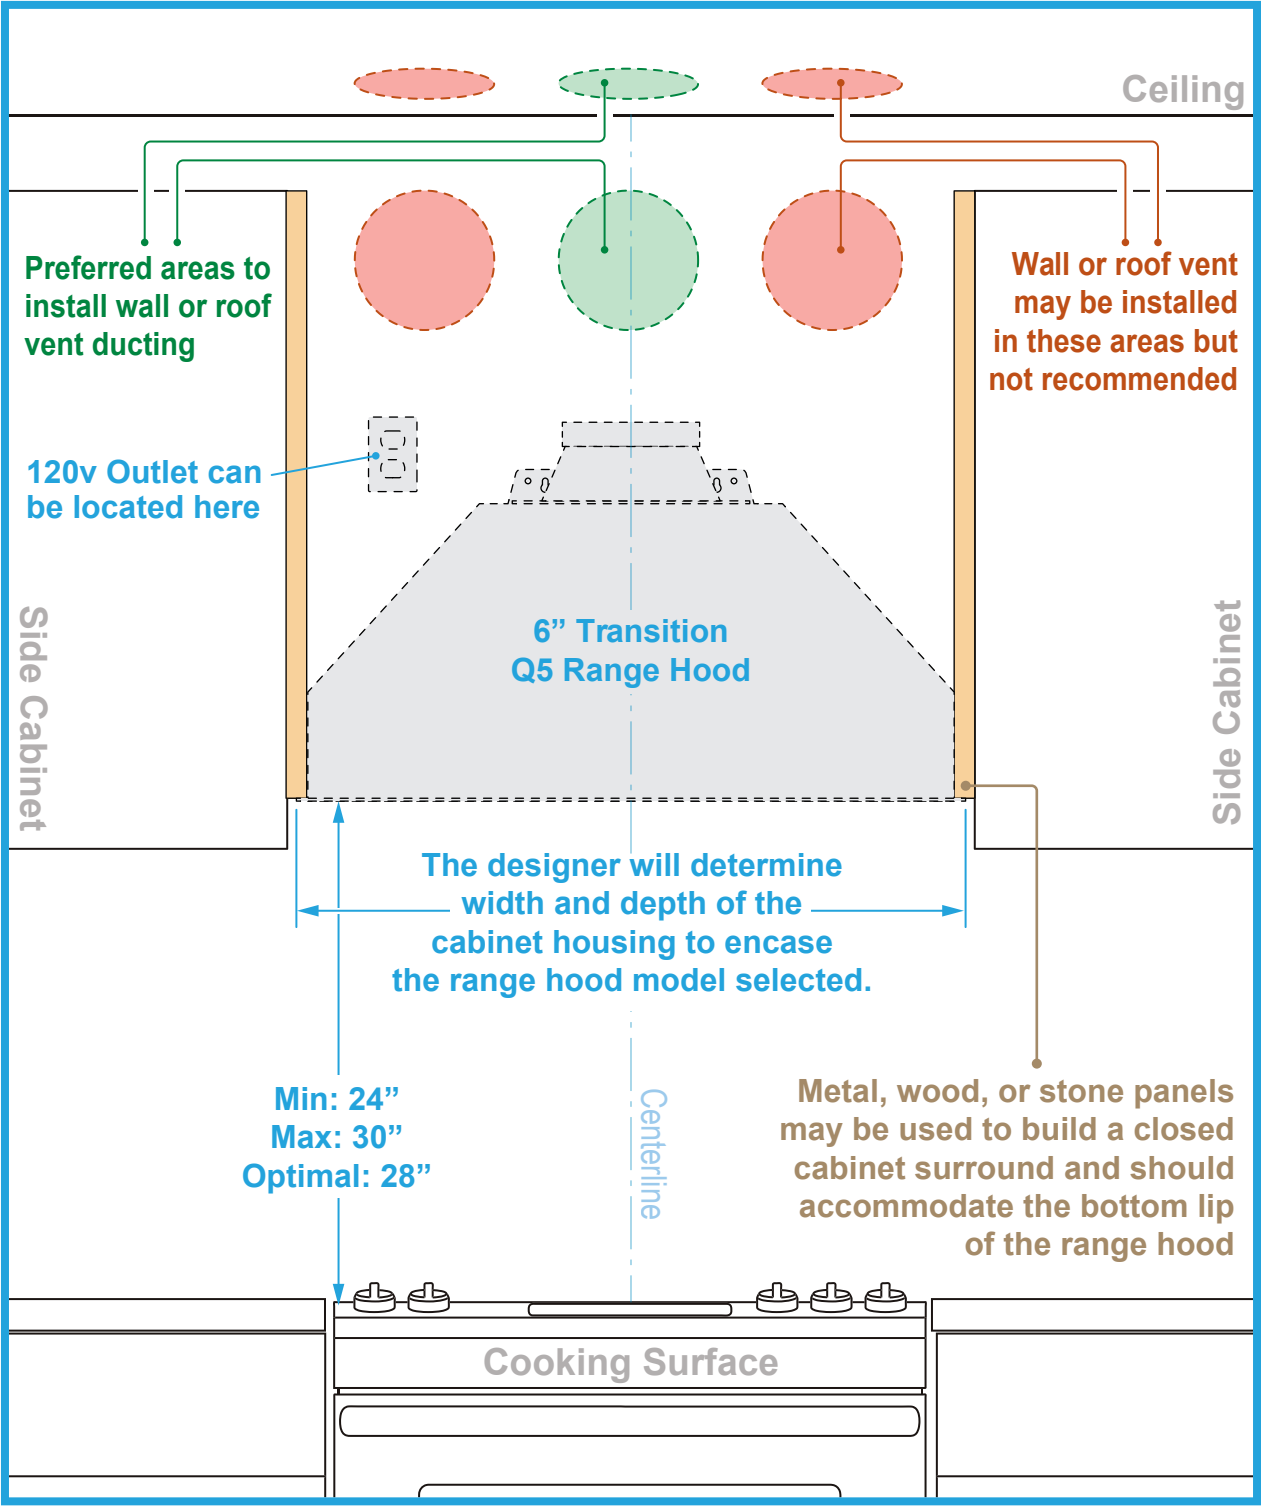 Ceiling
Preferred areas to
install wall or roof
vent ducting
Wall or roof vent
may be installed
in these areas but
not recommended
120v Outlet can
be located here
6” Transition
Q5 Range Hood
Side Cabinet
Side Cabinet
The designer will determine
width and depth of the
cabinet housing to encase
the range hood model selected.
Min: 24”
Max: 30”
Optimal: 28”
Centerline
Metal, wood, or stone panels
may be used to build a closed
cabinet surround and should
accommodate the bottom lip
of the range hood
Cooking Surface